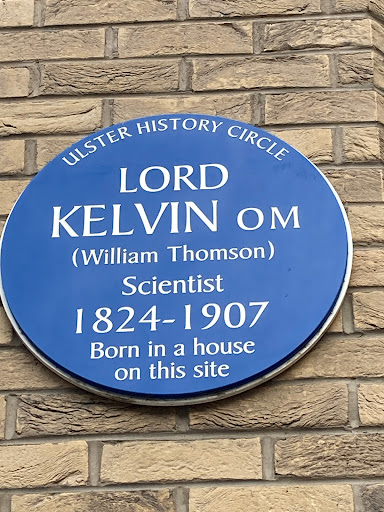 ULSTER HISTORY CIRCLE
LORD
KELVIN OM
(William Thomson)
Scientist
1824-1907
Born in a house
on this site